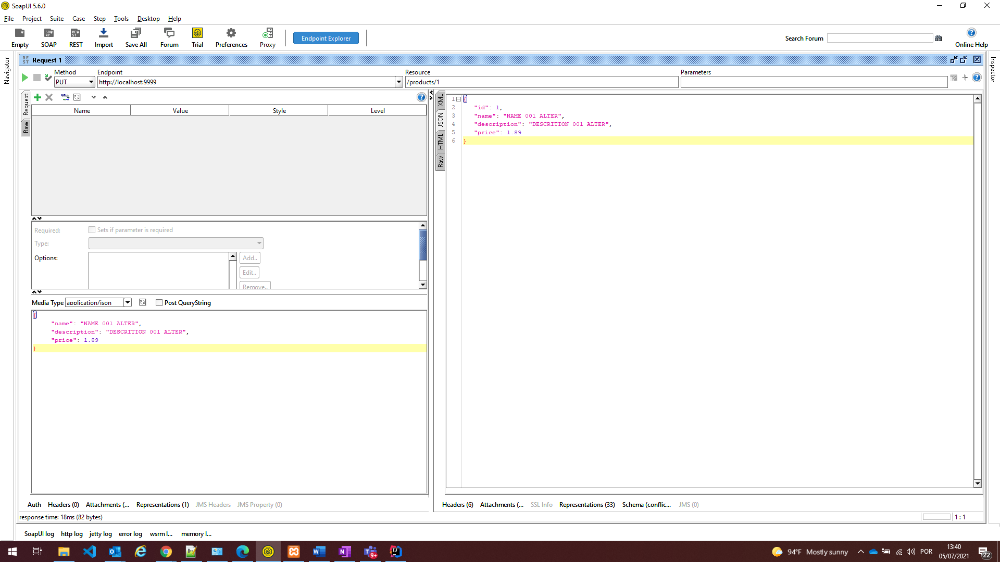 SoapUI 5.6.0
File Project Suite Case Step Tools Desktop Help
Empty SOAP REST Import Save All Forum Trial Preferences Proxy Endpoint Explorer Search Forum Online Help
Navigator
Inspector
Request 1
Method Endpoint Resource Parameters
PUT http://localhost:9999 /products/1
Request
Raw
Name Value Style Level
XML
JSON
HTML
Raw
1 {
2 "id": 1,
3 "name": "NAME 001 ALTER",
4 "description": "DESCRITION 001 ALTER",
5 "price": 1.89
6 }
Required: Sets if parameter is required
Type:
Options: Add..
Edit..
Remove..
Media Type application/json Post QueryString
{
"name": "NAME 001 ALTER",
"description": "DESCRITION 001 ALTER",
"price": 1.89
}
Auth Headers (0) Attachments (... Representations (1) JMS Headers JMS Property (0)
Headers (6) Attachments (... SSL Info Representations (33) Schema (conflic... JMS (0)
response time: 18ms (82 bytes) 1 : 1
SoapUI log http log jetty log error log wsrm l... memory l...
94°F Mostly sunny POR 13:40
05/07/2021 22